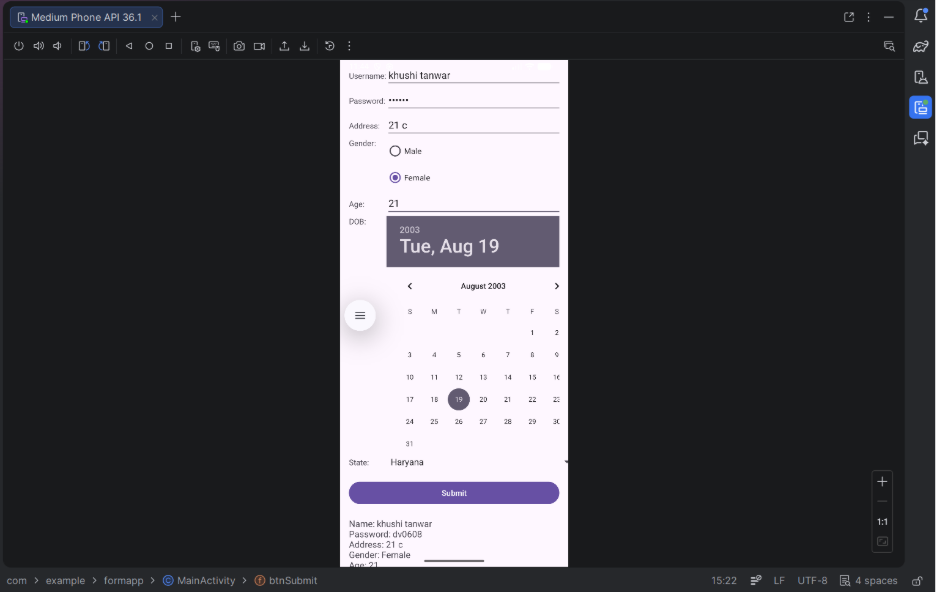 Medium Phone API 36.1
Username: khushi tanwar
Password: ••••••
Address: 21 c
Gender:
Male
Female
Age: 21
DOB:
2003
Tue, Aug 19
August 2003
S M T W T F S
1 2
3 4 5 6 7 8 9
10 11 12 13 14 15 16
17 18 19 20 21 22 23
24 25 26 27 28 29 30
31
State: Haryana
Submit
Name: khushi tanwar
Password: dv0608
Address: 21 c
Gender: Female
Age: 21
1:1
com > example > formapp > MainActivity > btnSubmit
15:22 LF UTF-8 4 spaces